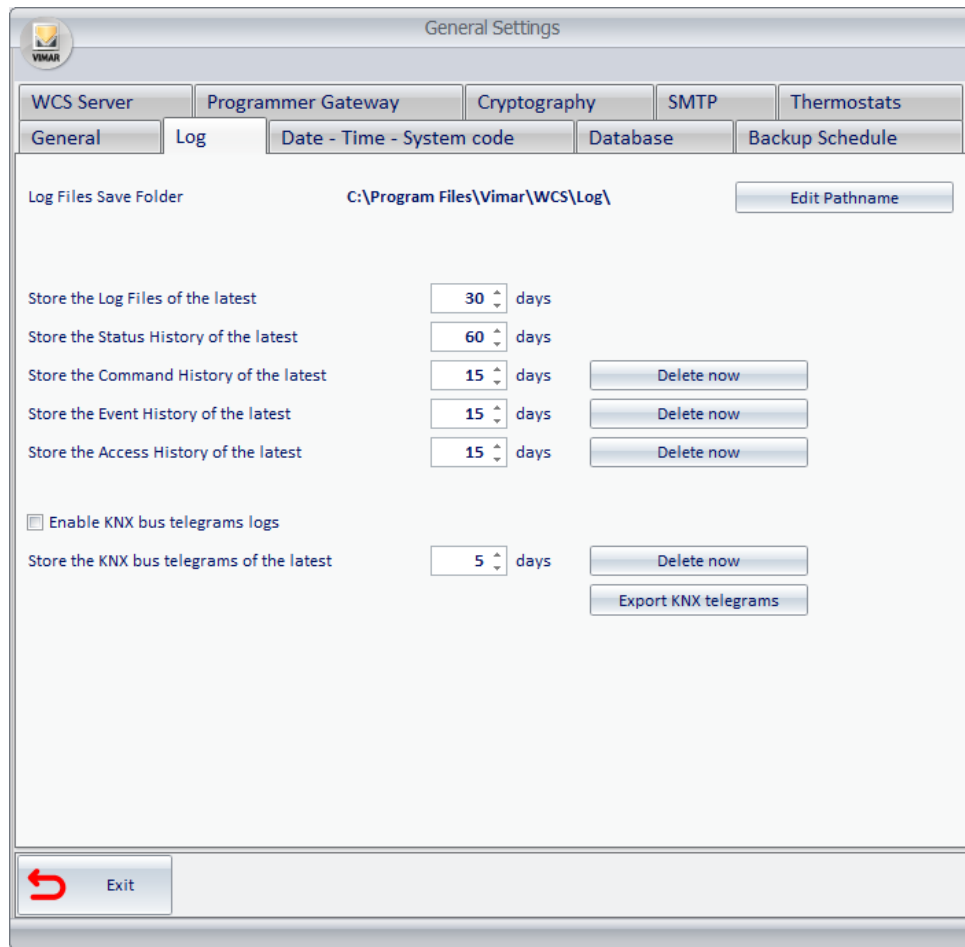 General Settings
VIMAR
WCS Server Programmer Gateway Cryptography SMTP Thermostats
General Log Date - Time - System code Database Backup Schedule
Log Files Save Folder C:\Program Files\Vimar\WCS\Log\ Edit Pathname
Store the Log Files of the latest 30 days
Store the Status History of the latest 60 days
Store the Command History of the latest 15 days Delete now
Store the Event History of the latest 15 days Delete now
Store the Access History of the latest 15 days Delete now
Enable KNX bus telegrams logs
Store the KNX bus telegrams of the latest 5 days Delete now
Export KNX telegrams
Exit